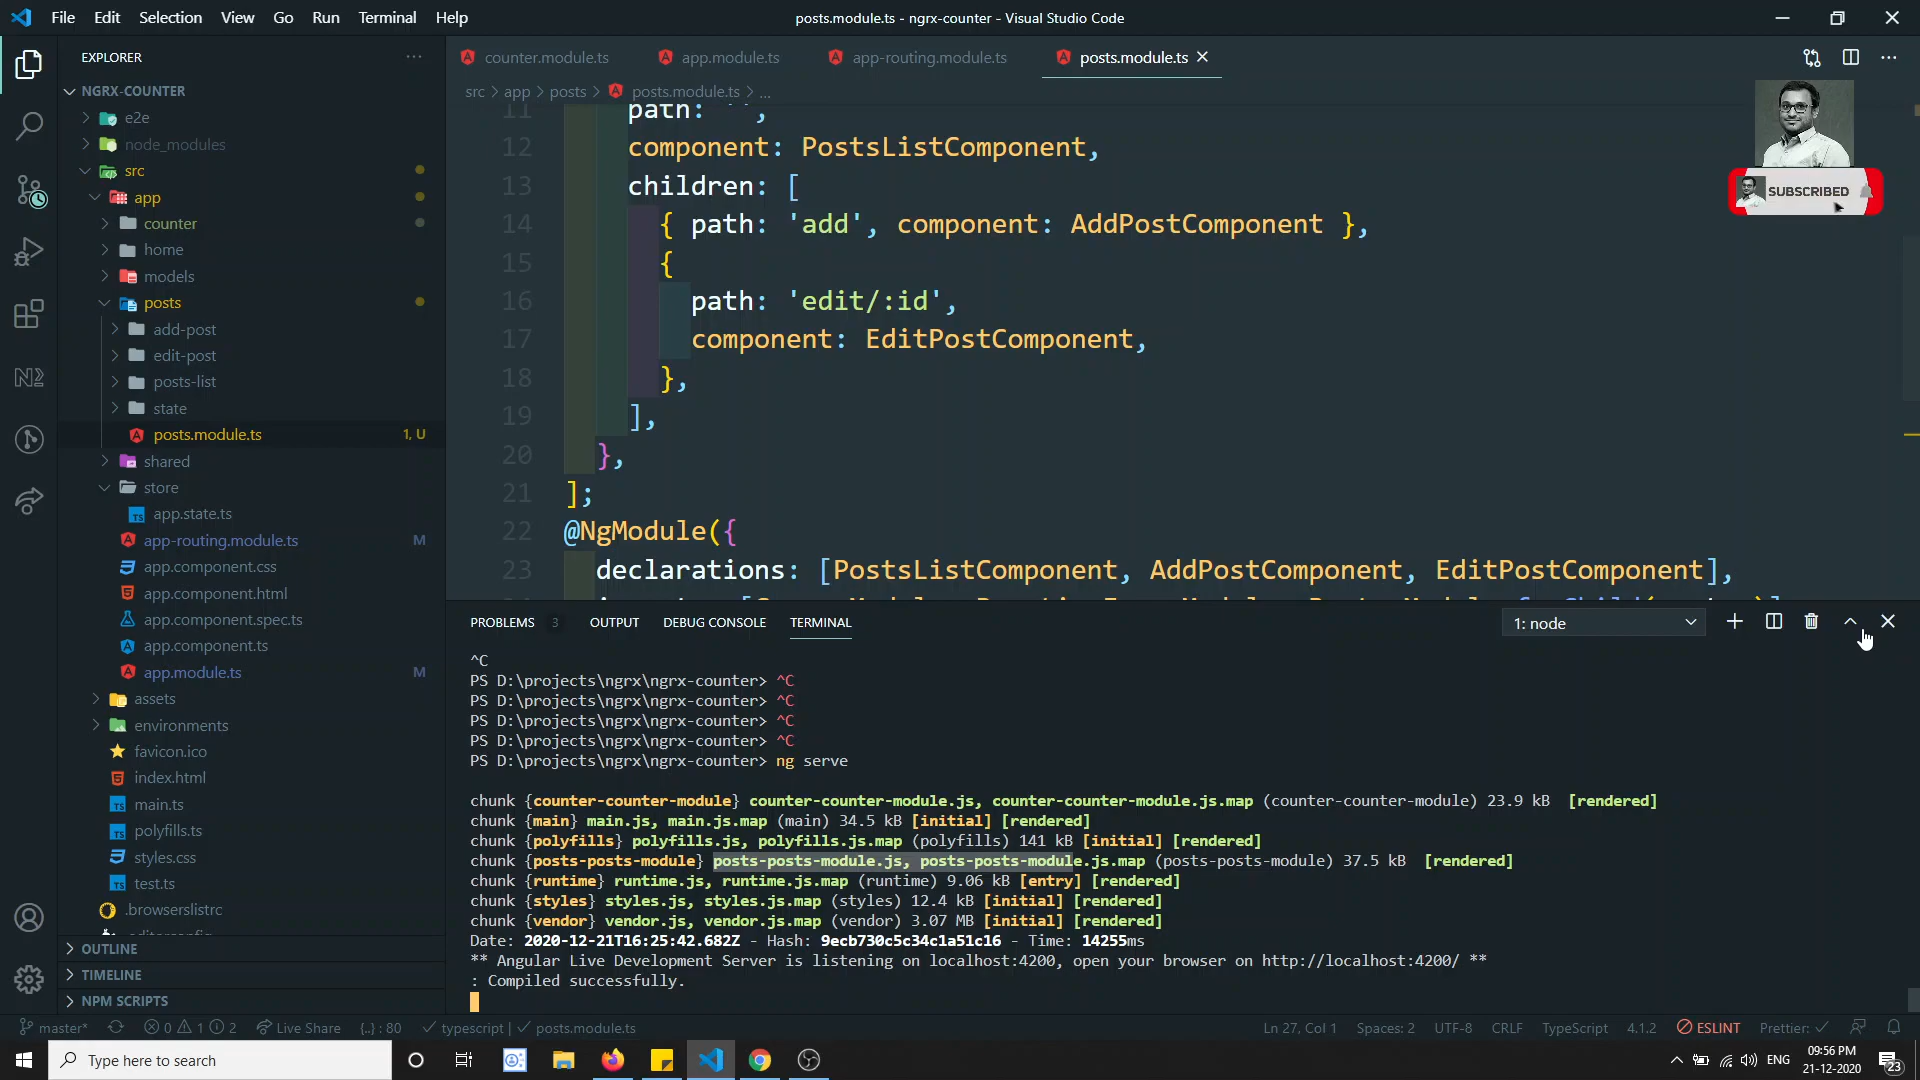 File Edit Selection View Go Run Terminal Help
posts.module.ts - ngrx-counter - Visual Studio Code
EXPLORER
NGRX-COUNTER
e2e
node_modules
src
app
counter
home
models
posts
add-post
edit-post
posts-list
state
posts.module.ts 1, U
shared
store
app.state.ts
app-routing.module.ts M
app.component.css
app.component.html
app.component.spec.ts
app.component.ts
app.module.ts M
assets
environments
favicon.ico
index.html
main.ts
polyfills.ts
styles.css
test.ts
.browserslistrc
OUTLINE
TIMELINE
NPM SCRIPTS
counter.module.ts app.module.ts app-routing.module.ts posts.module.ts
src > app > posts > posts.module.ts > ...
11 path: '',
12 component: PostsListComponent,
13 children: [
14 { path: 'add', component: AddPostComponent },
15 {
16 path: 'edit/:id',
17 component: EditPostComponent,
18 },
19 ],
20 },
21 ];
22 @NgModule({
23 declarations: [PostsListComponent, AddPostComponent, EditPostComponent],
SUBSCRIBED
PROBLEMS 3 OUTPUT DEBUG CONSOLE TERMINAL
1: node
^C
PS D:\projects\ngrx\ngrx-counter> ^C
PS D:\projects\ngrx\ngrx-counter> ^C
PS D:\projects\ngrx\ngrx-counter> ^C
PS D:\projects\ngrx\ngrx-counter> ^C
PS D:\projects\ngrx\ngrx-counter> ng serve
chunk {counter-counter-module} counter-counter-module.js, counter-counter-module.js.map (counter-counter-module) 23.9 kB [rendered]
chunk {main} main.js, main.js.map (main) 34.5 kB [initial] [rendered]
chunk {polyfills} polyfills.js, polyfills.js.map (polyfills) 141 kB [initial] [rendered]
chunk {posts-posts-module} posts-posts-module.js, posts-posts-module.js.map (posts-posts-module) 37.5 kB [rendered]
chunk {runtime} runtime.js, runtime.js.map (runtime) 9.06 kB [entry] [rendered]
chunk {styles} styles.js, styles.js.map (styles) 12.4 kB [initial] [rendered]
chunk {vendor} vendor.js, vendor.js.map (vendor) 3.07 MB [initial] [rendered]
Date: 2020-12-21T16:25:42.682Z - Hash: 9ecb730c5c34c1a51c16 - Time: 14255ms
** Angular Live Development Server is listening on localhost:4200, open your browser on http://localhost:4200/ **
: Compiled successfully.
master* 0 1 2 Live Share {..} : 80 typescript | posts.module.ts
Ln 27, Col 1 Spaces: 2 UTF-8 CRLF TypeScript 4.1.2 ESLINT Prettier:
Type here to search
ENG
09:56 PM
21-12-2020
23